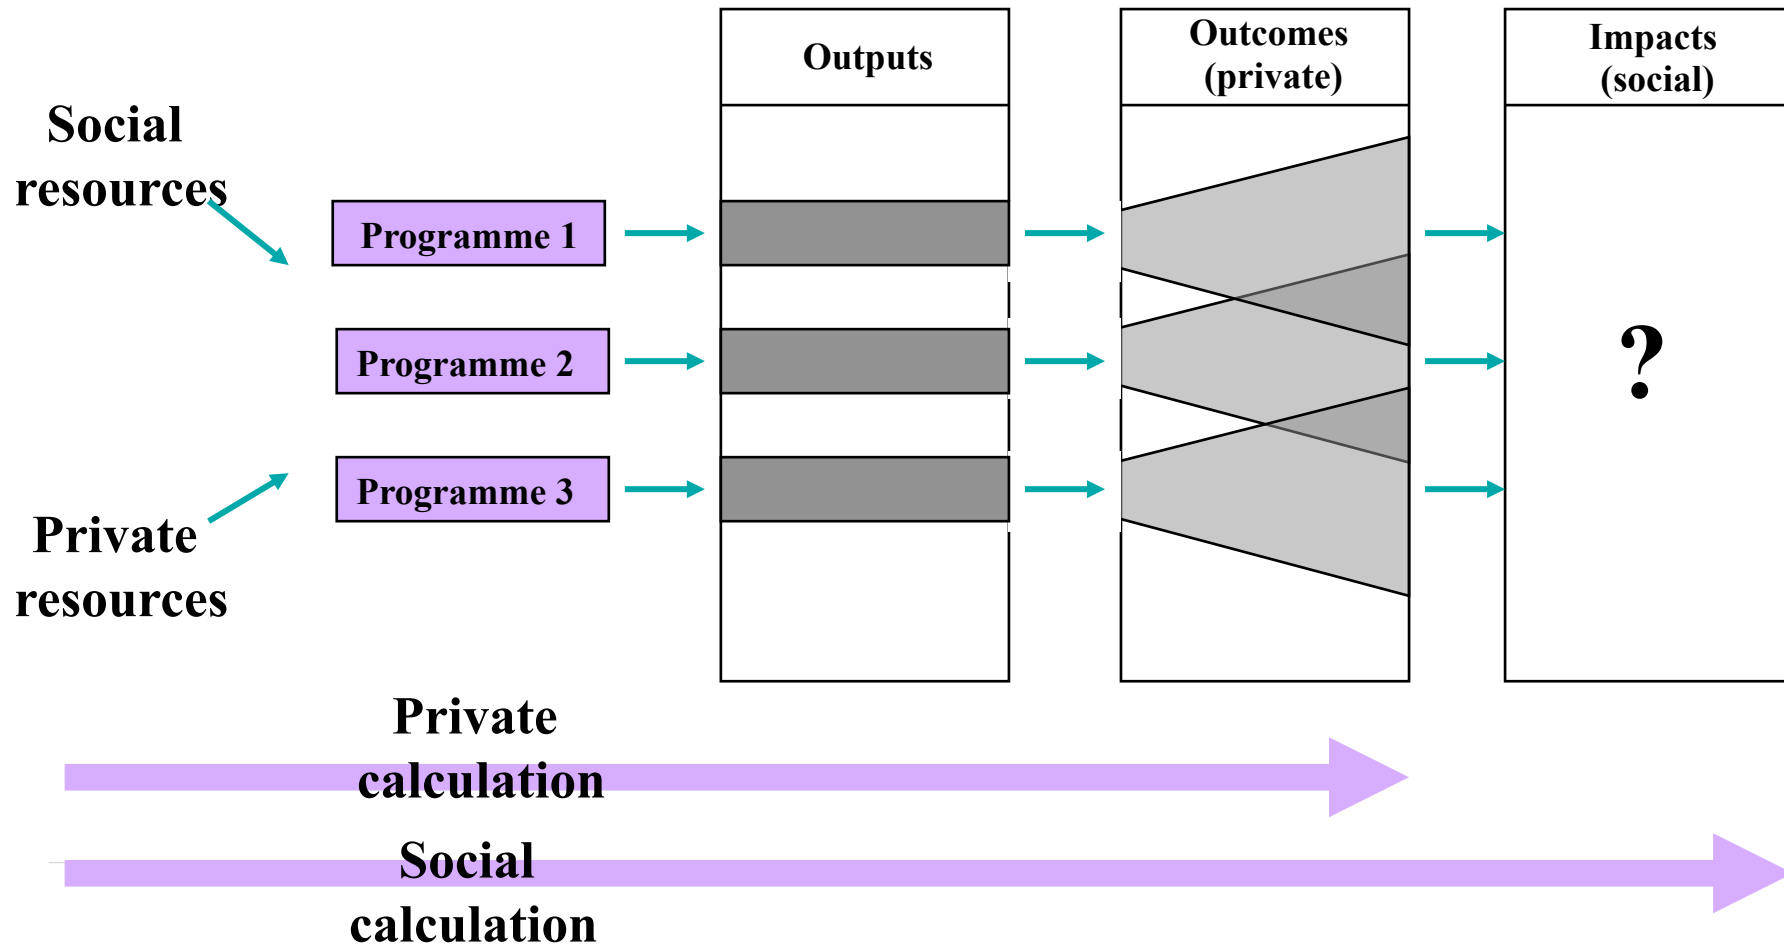 Outputs
Outcomes
(private)
Impacts
(social)
Social
resources
Programme 1
Programme 2
?
Programme 3
Private
resources
Private
calculation
Social
calculation